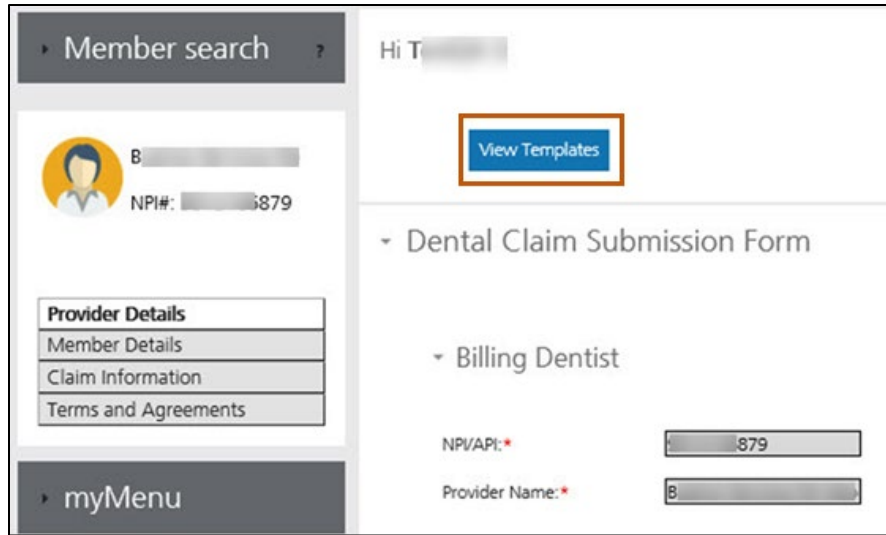 Member search ?
B
NPI#: 5879
Provider Details
Member Details
Claim Information
Terms and Agreements
myMenu
Hi T
View Templates
Dental Claim Submission Form
Billing Dentist
NPI/API:* 879
Provider Name:* B